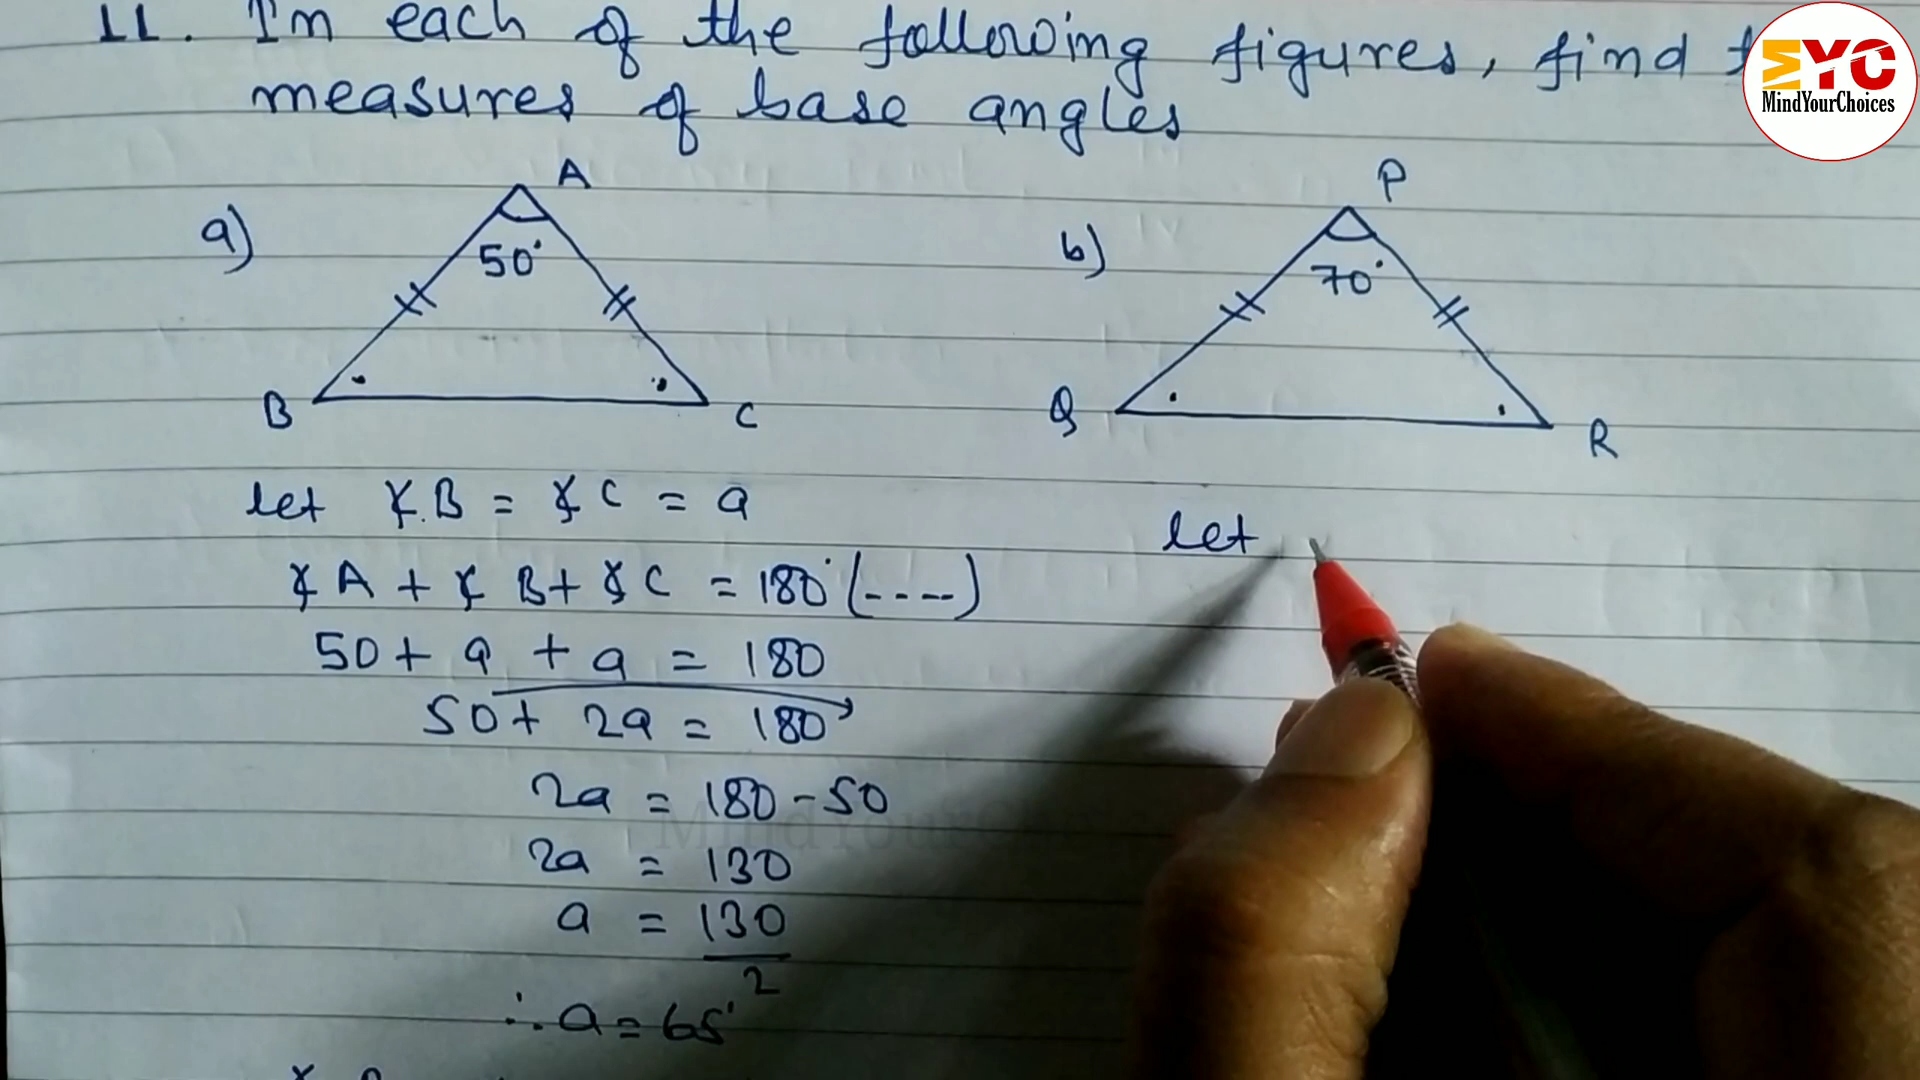 11. In each of the following figures, find
measures of base angles
MYC
MindYourChoices
a)
A
50°
B
C
b)
P
70°
Q
R
let ∡B = ∡C = a
∡A + ∡B + ∡C = 180° (----)
50 + a + a = 180
50 + 2a = 180
2a = 180 - 50
2a = 130
a = 130/2
∴ a = 65°
let
MindYour